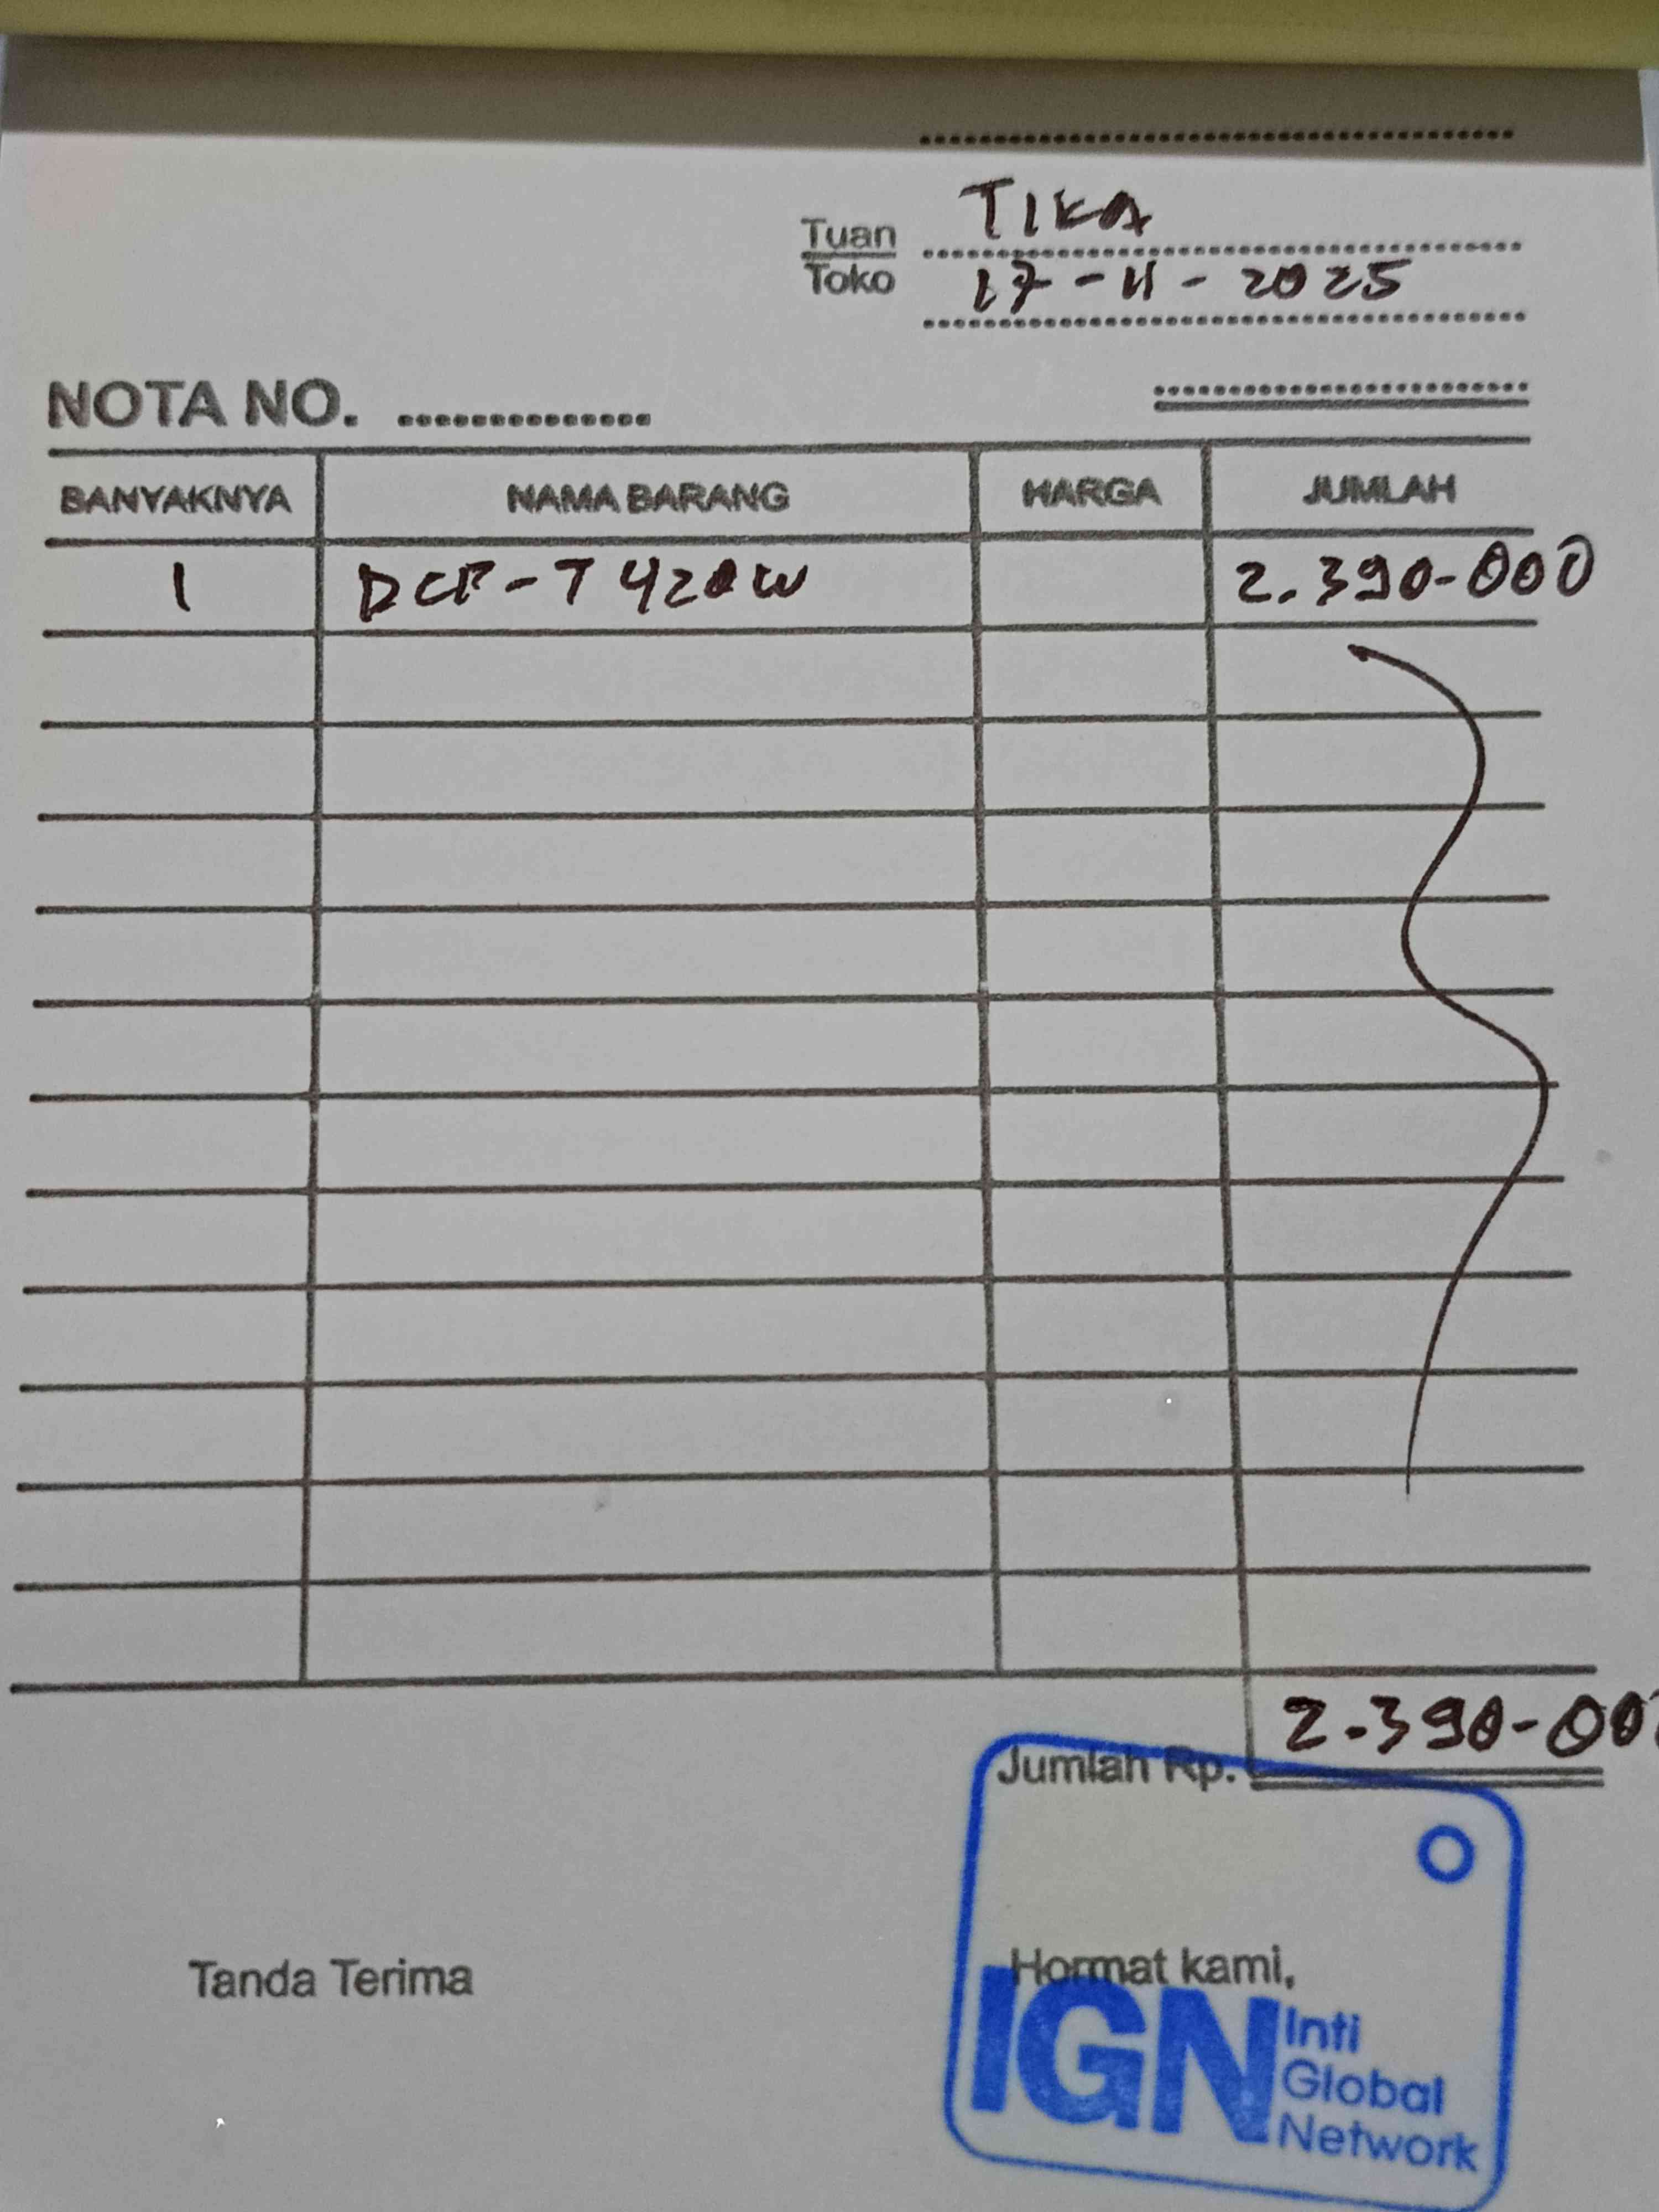 Tuan TIKA
Toko 17-11-2025
NOTA NO. ...............
BANYAKNYA NAMA BARANG HARGA JUMLAH
1 DCP-T420W 2.390-000
2.390-000
Jumlah Rp.
Tanda Terima Hormat kami,
IGN Inti
Global
Network